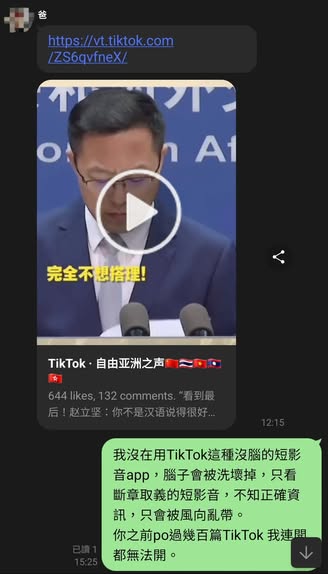 爸
https://vt.tiktok.com
/ZS6qvfneX/
完全不想搭理!
TikTok · 自由亚洲之声🇨🇳🇹🇭🇻🇳🇱🇦
🇭🇰
644 likes, 132 comments. "看到最
后！赵立坚：你不是汉语说得很好…
12:15
我沒在用TikTok這種沒腦的短影
音app，腦子會被洗壞掉，只看
斷章取義的短影音，不知正確資
訊，只會被風向亂帶。
你之前po過幾百篇TikTok 我連開
都無法開。
已讀 1
15:25